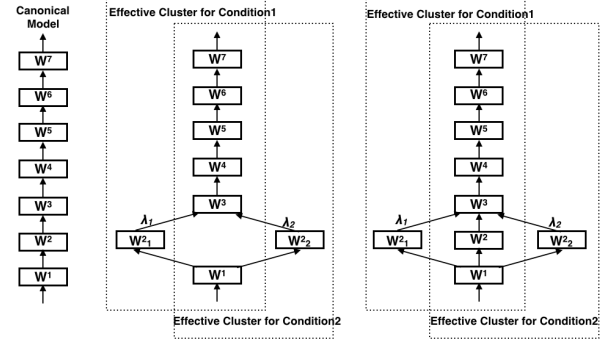 Canonical
Model
W⁷
W⁶
W⁵
W⁴
W³
W²
W¹
Effective Cluster for Condition1
W⁷
W⁶
W⁵
W⁴
W³
λ₁
λ₂
W²₁
W²₂
W¹
Effective Cluster for Condition2
Effective Cluster for Condition1
W⁷
W⁶
W⁵
W⁴
W³
λ₁
λ₂
W²₁
W²
W²₂
W¹
Effective Cluster for Condition2